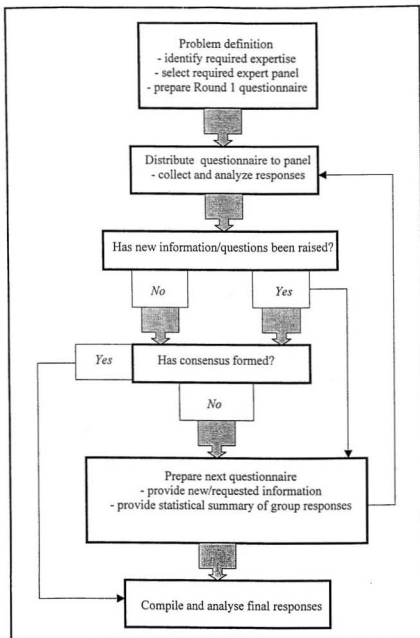 Problem definition
- identify required expertise
- select required expert panel
- prepare Round 1 questionnaire
Distribute questionnaire to panel
- collect and analyze responses
Has new information/questions been raised?
No
Yes
Yes
Has consensus formed?
No
Prepare next questionnaire
- provide new/requested information
- provide statistical summary of group responses
Compile and analyse final responses